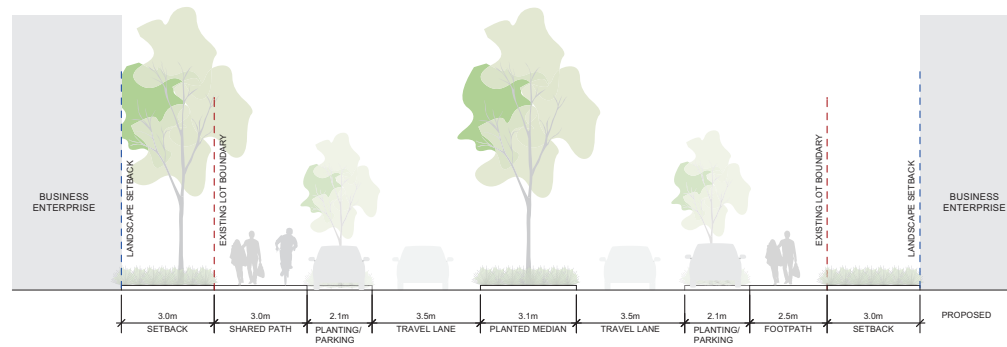 BUSINESS
ENTERPRISE
LANDSCAPE SETBACK
EXISTING LOT BOUNDARY
EXISTING LOT BOUNDARY
LANDSCAPE SETBACK
BUSINESS
ENTERPRISE
3.0m
3.0m
2.1m
3.5m
3.1m
3.5m
2.1m
2.5m
3.0m
PROPOSED
SETBACK
SHARED PATH
PLANTING/
PARKING
TRAVEL LANE
PLANTED MEDIAN
TRAVEL LANE
PLANTING/
PARKING
FOOTPATH
SETBACK